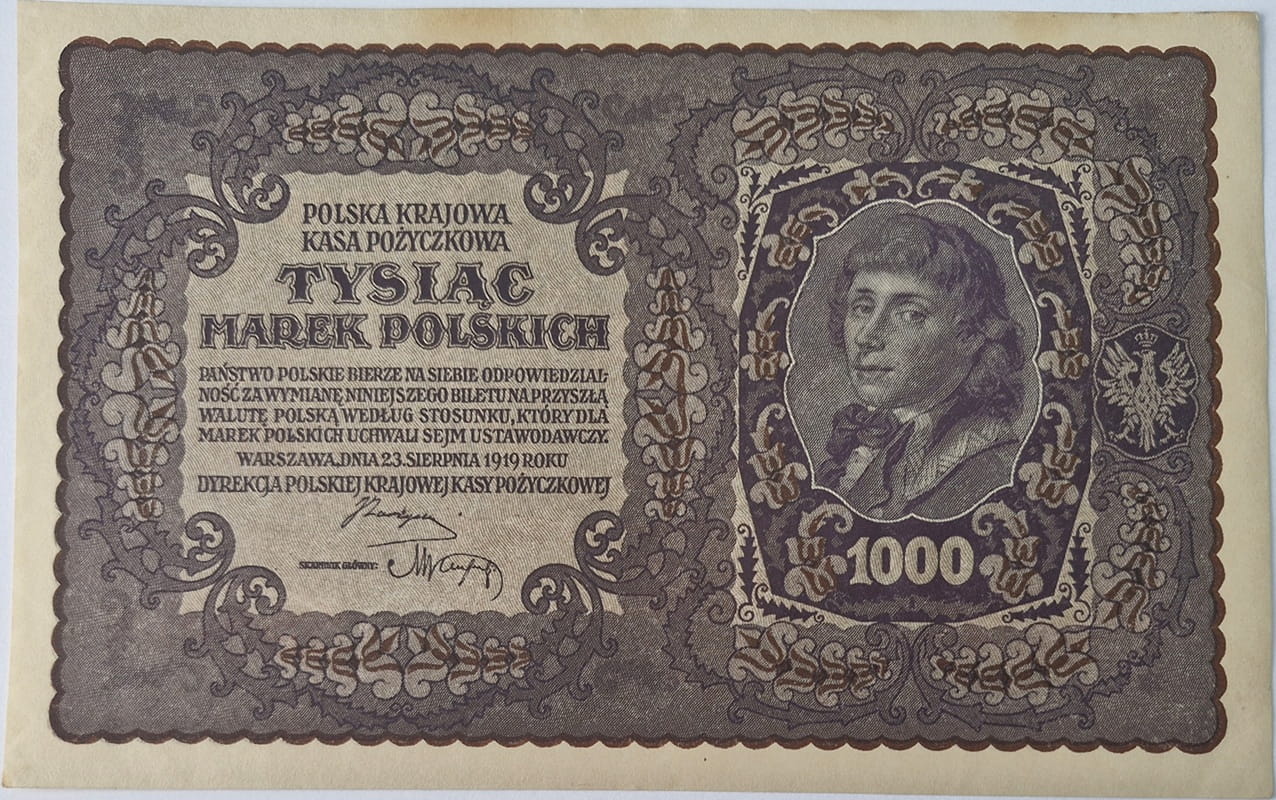 POLSKA KRAJOWA
KASA POŻYCZKOWA
TYSIĄC
MAREK POLSKICH
PAŃSTWO POLSKIE BIERZE NA SIEBIE ODPOWIEDZIAL-
NOŚĆ ZA WYMIANĘ NINIEJSZEGO BILETU NA PRZYSZŁĄ
WALUTĘ POLSKĄ WEDŁUG STOSUNKU, KTÓRY DLA
MAREK POLSKICH UCHWALI SEJM USTAWODAWCZY.
WARSZAWA, DNIA 23. SIERPNIA 1919 ROKU
DYREKCJA POLSKIEJ KRAJOWEJ KASY POŻYCZKOWEJ
SKARBNIK GŁÓWNY:
1000